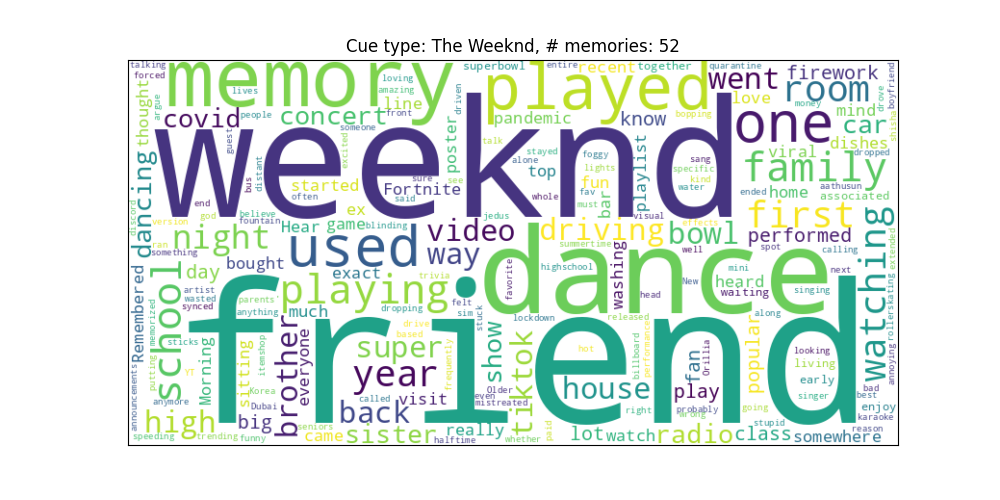 Cue type: The Weeknd, # memories: 52
talking memory superbowl entire recent together quarantine
forced lives loving amazing played went firework boyfriend
argue covid people concert line driven pandemic know love money room drove shisha
thought guest someone front weeknd one mind car dropped
dancing bus distant excited poster talk alone stayed foggy lights top playlist sang specific kind water viral dishes
end often started sure said Fortnite see whole fav fun must bar visual family home ended aathusun associated
discord version god believe fountain ex game blinding jedus first
night Hear video driving bowl effects performed
ran something used way summertime well spot calling watching extended
Remembered day bought exact trivia dance highschool washing heard mini waiting next
school artist wasted synced playing favorite head New singing along rollerskating
memorized parents anything much dropping felt sim stuck lockdown released
sticks Morning itemshop brother everyone super drive based friend show hot billboard performance fan Orillia popular looking annoying
putting YT sitting Korea year frequently tiktok living
announcements anymore Dubai called visit Older even mistreated house play early bad best
high big back right wrong probably going singer enjoy karaoke
speeding trending funny seniors came sister really halftime whether paid lot watch radio stupid class somewhere reason